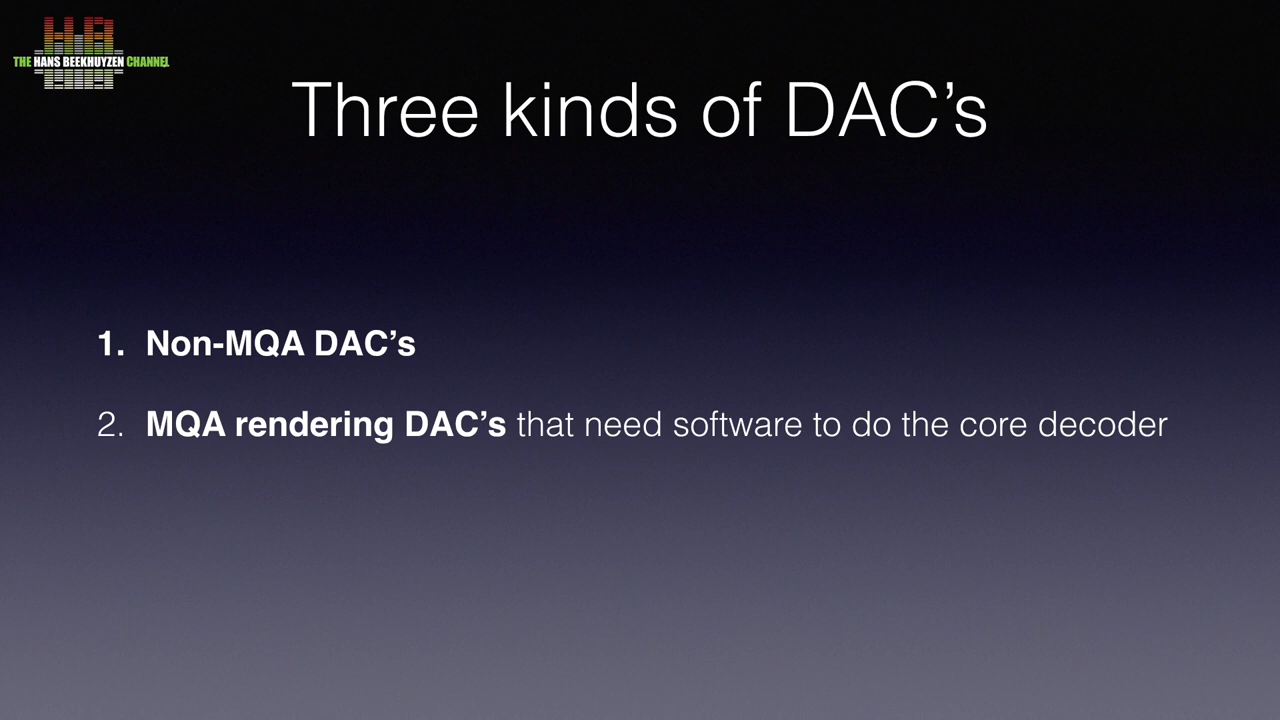 THE HANS BEEKHUYZEN CHANNEL
Three kinds of DAC’s
1. Non-MQA DAC’s
2. MQA rendering DAC’s that need software to do the core decoder